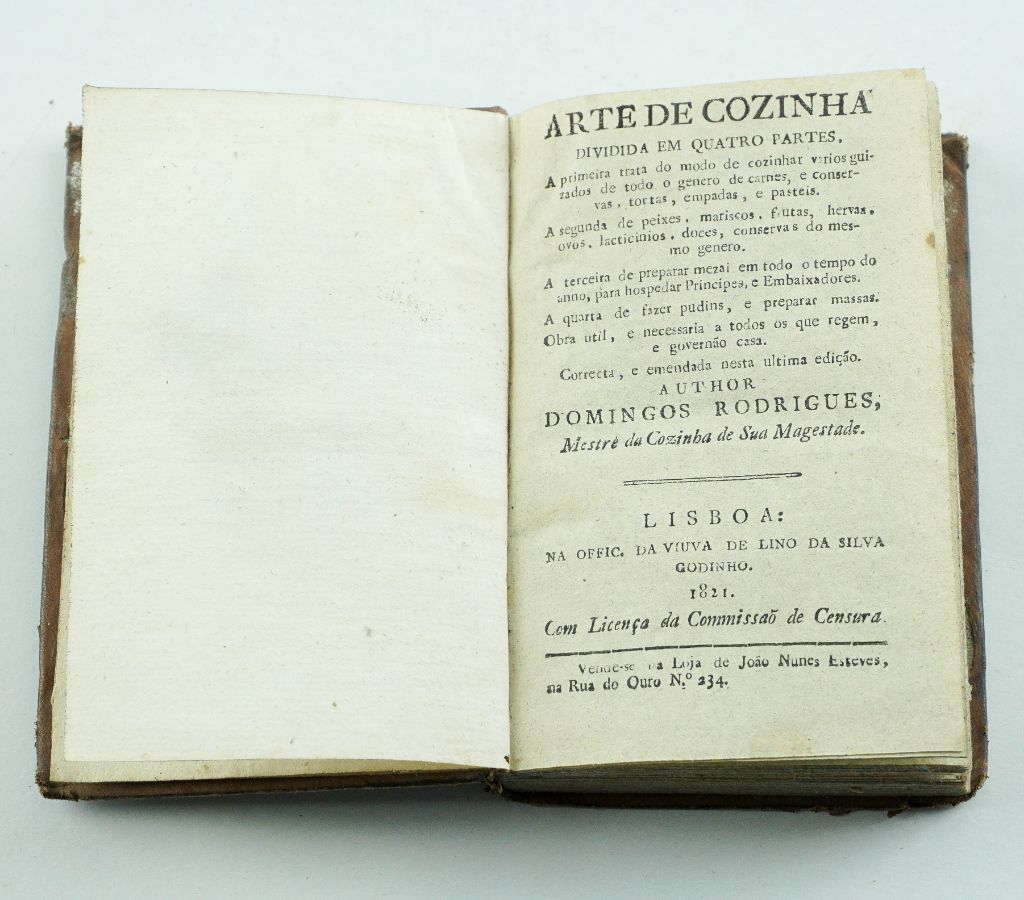 ARTE DE COZINHA
DIVIDIDA EM QUATRO PARTES,
A primeira trata do modo de cozinhar varios gui-
zados de todo o genero de carnes, e conser-
vas, tortas, empadas, e pasteis.
A segunda de peixes, mariscos, frutas, hervas,
ovos, lacticinios, doces, conservas do mes-
mo genero.
A terceira de preparar mezai em todo o tempo do
anno, para hospedar Principes, e Embaixadores.
A quarta de fazer pudins, e preparar massas.
Obra util, e necessaria a todos os que regem,
e governão casa.
Correcta, e emendada nesta ultima edição.
AUTHOR
DOMINGOS RODRIGUES,
Mestre da Cozinha de Sua Magestade.
LISBOA:
NA OFFIC. DA VIUVA DE LINO DA SILVA
GODINHO.
1821.
Com Licença da Commissaõ de Censura.
Vende-se na Loja de João Nunes Esteves,
na Rua do Ouro N.º 234.